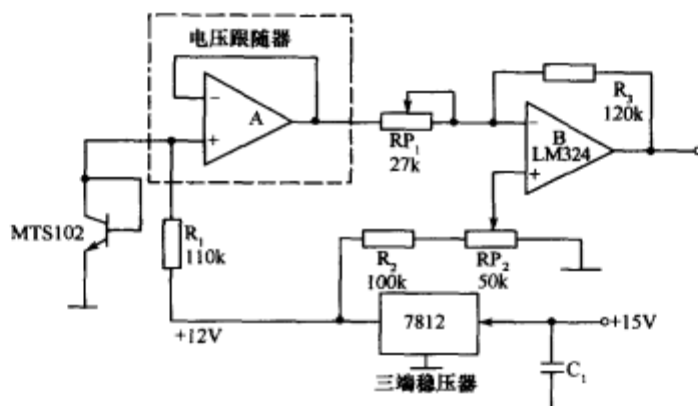 电压跟随器
−
A
+
R₃
120k
−
B
LM324
+
RP₁
27k
MTS102
R₁
110k
R₂
100k
RP₂
50k
+12V
7812
+15V
三端稳压器
C₁